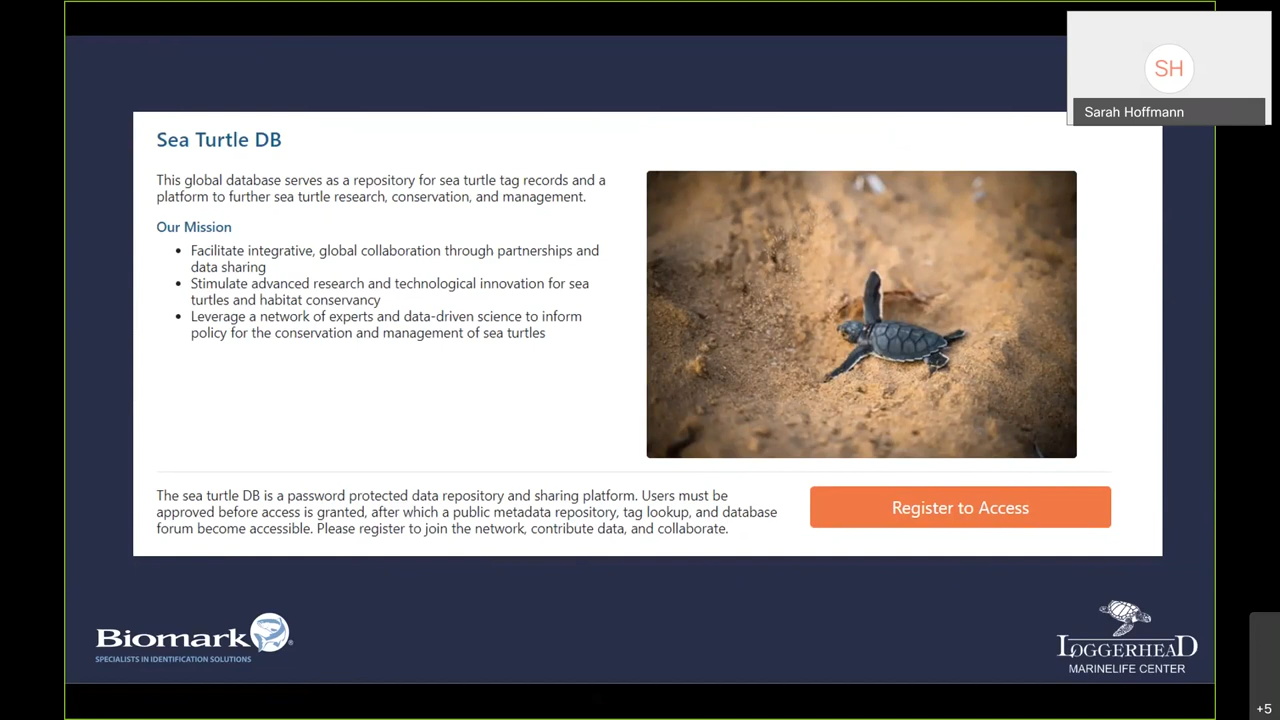 SH
Sarah Hoffmann
Sea Turtle DB
This global database serves as a repository for sea turtle tag records and a
platform to further sea turtle research, conservation, and management.
Our Mission
• Facilitate integrative, global collaboration through partnerships and
data sharing
• Stimulate advanced research and technological innovation for sea
turtles and habitat conservancy
• Leverage a network of experts and data-driven science to inform
policy for the conservation and management of sea turtles
The sea turtle DB is a password protected data repository and sharing platform. Users must be
approved before access is granted, after which a public metadata repository, tag lookup, and database
forum become accessible. Please register to join the network, contribute data, and collaborate.
Register to Access
Biomark®
SPECIALISTS IN IDENTIFICATION SOLUTIONS
LOGGERHEAD
MARINELIFE CENTER
+5